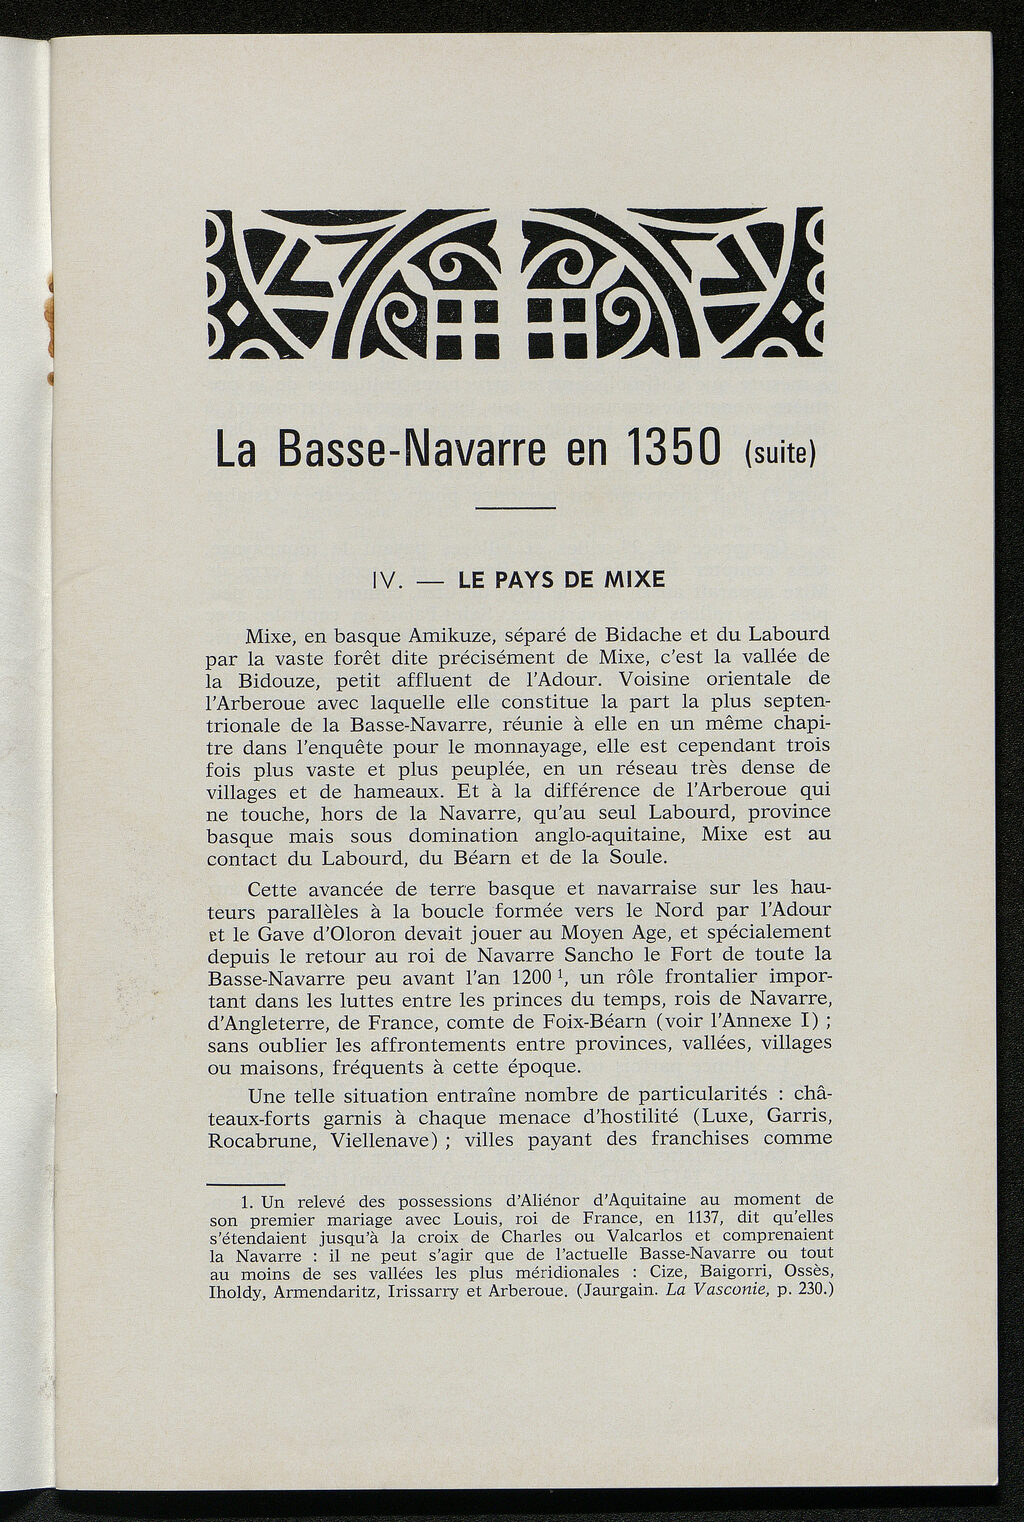 La Basse-Navarre en 1350 (suite)
IV. — LE PAYS DE MIXE
Mixe, en basque Amikuze, séparé de Bidache et du Labourd
par la vaste forêt dite précisément de Mixe, c'est la vallée de
la Bidouze, petit affluent de l'Adour. Voisine orientale de
l'Arberoue avec laquelle elle constitue la part la plus septen-
trionale de la Basse-Navarre, réunie à elle en un même chapi-
tre dans l'enquête pour le monnayage, elle est cependant trois
fois plus vaste et plus peuplée, en un réseau très dense de
villages et de hameaux. Et à la différence de l'Arberoue qui
ne touche, hors de la Navarre, qu'au seul Labourd, province
basque mais sous domination anglo-aquitaine, Mixe est au
contact du Labourd, du Béarn et de la Soule.
Cette avancée de terre basque et navarraise sur les hau-
teurs parallèles à la boucle formée vers le Nord par l'Adour
et le Gave d'Oloron devait jouer au Moyen Age, et spécialement
depuis le retour au roi de Navarre Sancho le Fort de toute la
Basse-Navarre peu avant l'an 1200 ¹, un rôle frontalier impor-
tant dans les luttes entre les princes du temps, rois de Navarre,
d'Angleterre, de France, comte de Foix-Béarn (voir l'Annexe I) ;
sans oublier les affrontements entre provinces, vallées, villages
ou maisons, fréquents à cette époque.
Une telle situation entraîne nombre de particularités : châ-
teaux-forts garnis à chaque menace d'hostilité (Luxe, Garris,
Rocabrune, Viellenave) ; villes payant des franchises comme
1. Un relevé des possessions d'Aliénor d'Aquitaine au moment de
son premier mariage avec Louis, roi de France, en 1137, dit qu'elles
s'étendaient jusqu'à la croix de Charles ou Valcarlos et comprenaient
la Navarre : il ne peut s'agir que de l'actuelle Basse-Navarre ou tout
au moins de ses vallées les plus méridionales : Cize, Baigorri, Ossès,
Iholdy, Armendaritz, Irissarry et Arberoue. (Jaurgain. La Vasconie, p. 230.)